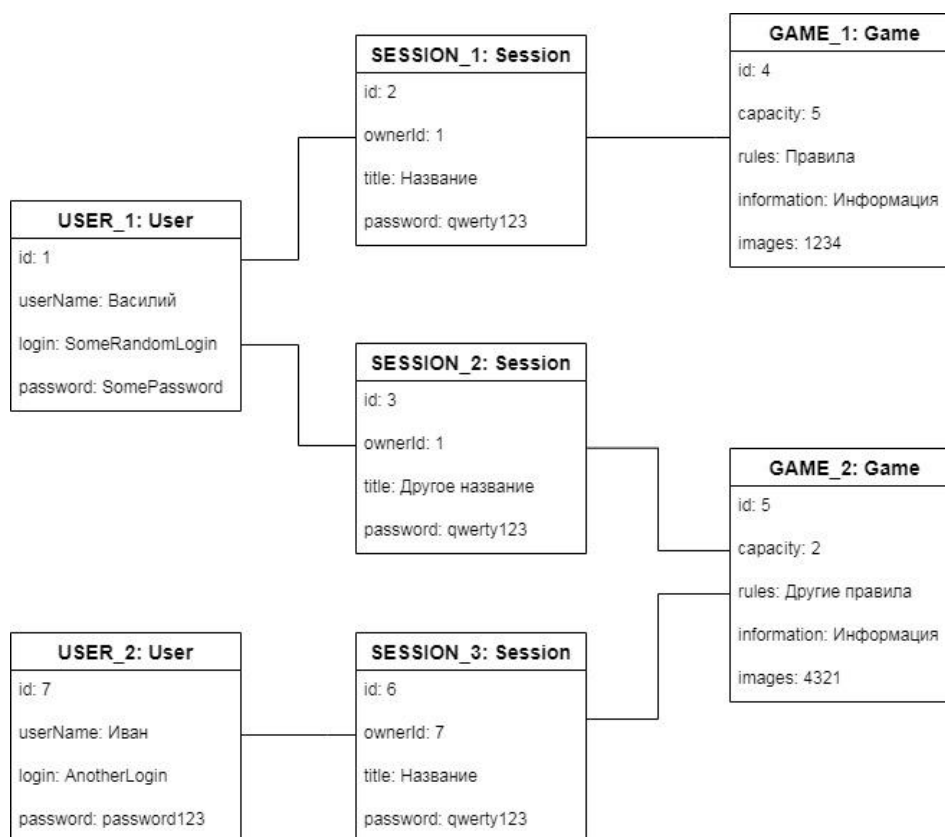 SESSION_1: Session
id: 2
ownerId: 1
title: Название
password: qwerty123
GAME_1: Game
id: 4
capacity: 5
rules: Правила
information: Информация
images: 1234
USER_1: User
id: 1
userName: Василий
login: SomeRandomLogin
password: SomePassword
SESSION_2: Session
id: 3
ownerId: 1
title: Другое название
password: qwerty123
GAME_2: Game
id: 5
capacity: 2
rules: Другие правила
information: Информация
images: 4321
USER_2: User
id: 7
userName: Иван
login: AnotherLogin
password: password123
SESSION_3: Session
id: 6
ownerId: 7
title: Название
password: qwerty123